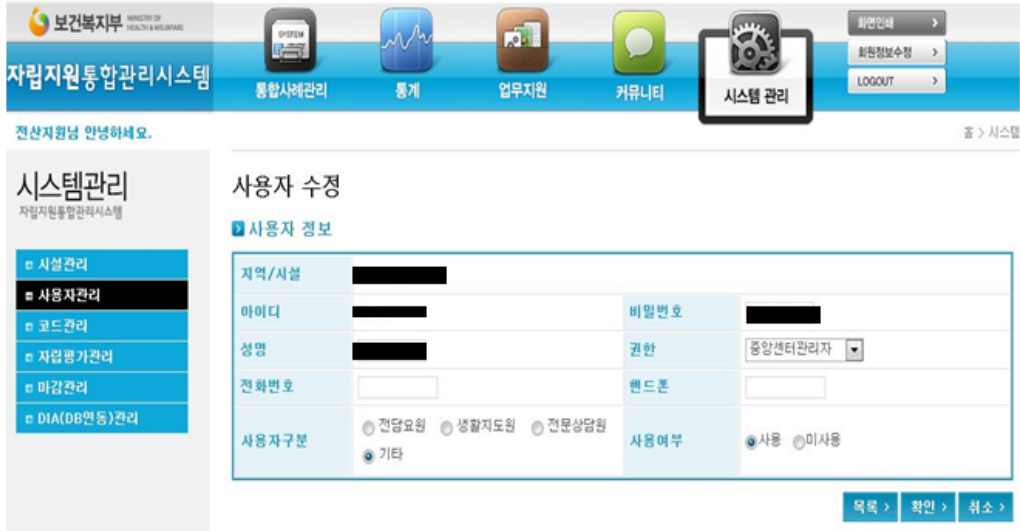 보건복지부 MINISTRY OF HEALTH & WELFARE
자립지원통합관리시스템
SYSTEM
통합사례관리
통계
업무지원
커뮤니티
시스템 관리
화면인쇄 >
회원정보수정 >
LOGOUT >
전산지원님 안녕하세요.
홈 > 시스템
시스템관리
자립지원통합관리시스템
시설관리
사용자관리
코드관리
자립평가관리
마감관리
DIA(DB연동)관리
사용자 수정
사용자 정보
지역/시설
아이디 비밀번호
성명 권한 중앙센터관리자
전화번호 핸드폰
사용자구분 전담요원 생활지도원 전문상담원 기타
사용여부 사용 미사용
목록 > 확인 > 취소 >